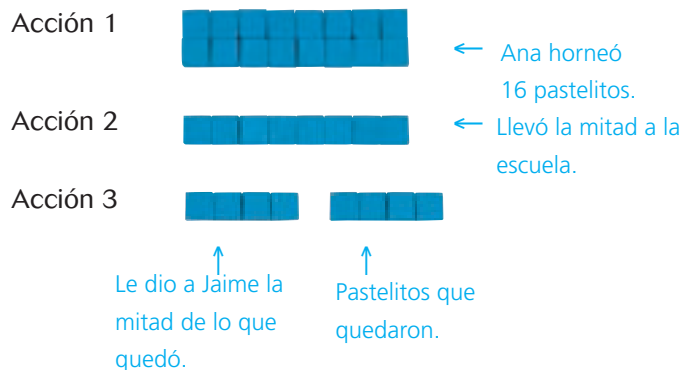 Acción 1
Ana horneó
16 pastelitos.
Acción 2
Llevó la mitad a la
escuela.
Acción 3
Le dio a Jaime la
mitad de lo que
quedó.
Pastelitos que
quedaron.